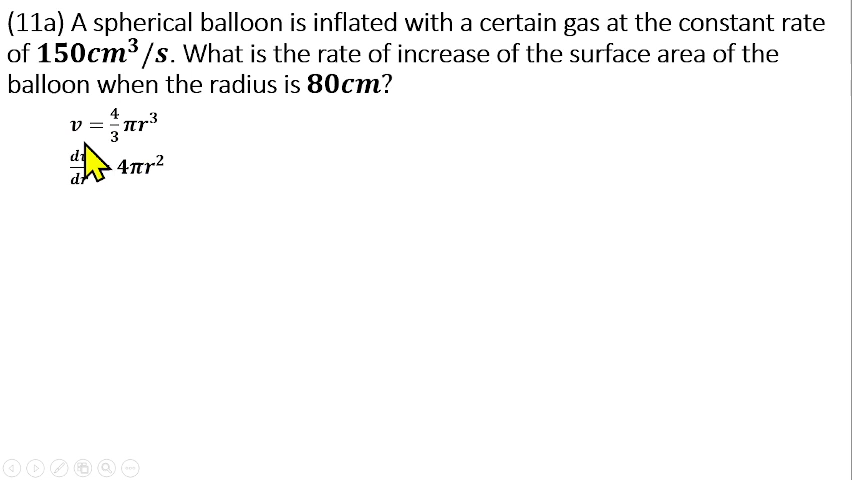 (11a) A spherical balloon is inflated with a certain gas at the constant rate
of 150cm³/s. What is the rate of increase of the surface area of the
balloon when the radius is 80cm?
v = 4/3 πr³
4πr²